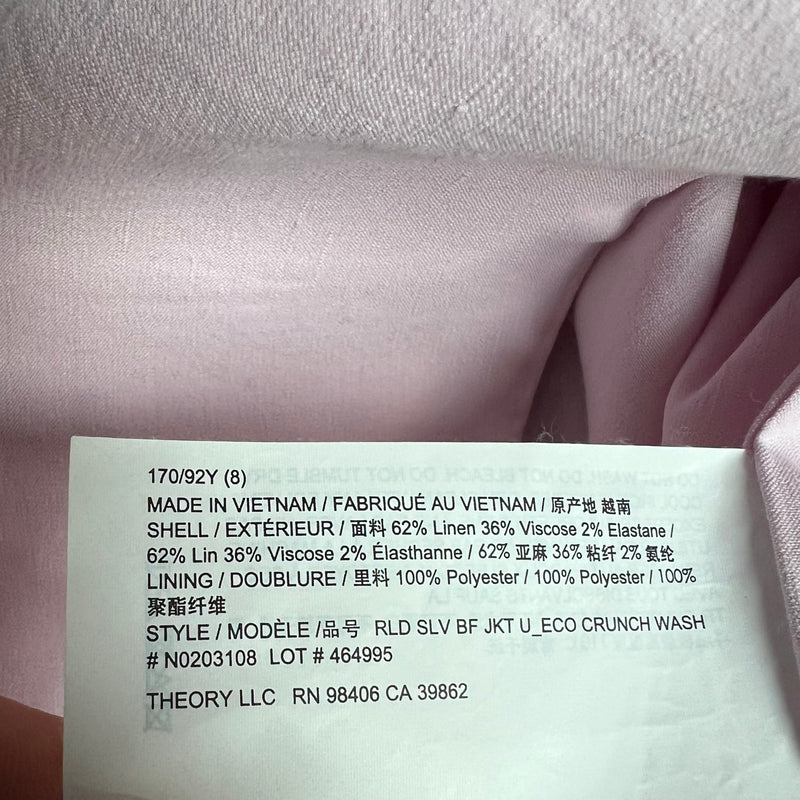 170/92Y (8)
MADE IN VIETNAM / FABRIQUÉ AU VIETNAM / 原产地 越南
SHELL / EXTÉRIEUR / 面料 62% Linen 36% Viscose 2% Elastane /
62% Lin 36% Viscose 2% Élasthanne / 62% 亚麻 36% 粘纤 2% 氨纶
LINING / DOUBLURE / 里料 100% Polyester / 100% Polyester / 100%
聚酯纤维
STYLE / MODÈLE /品号 RLD SLV BF JKT U_ECO CRUNCH WASH
# N0203108 LOT # 464995
THEORY LLC RN 98406 CA 39862